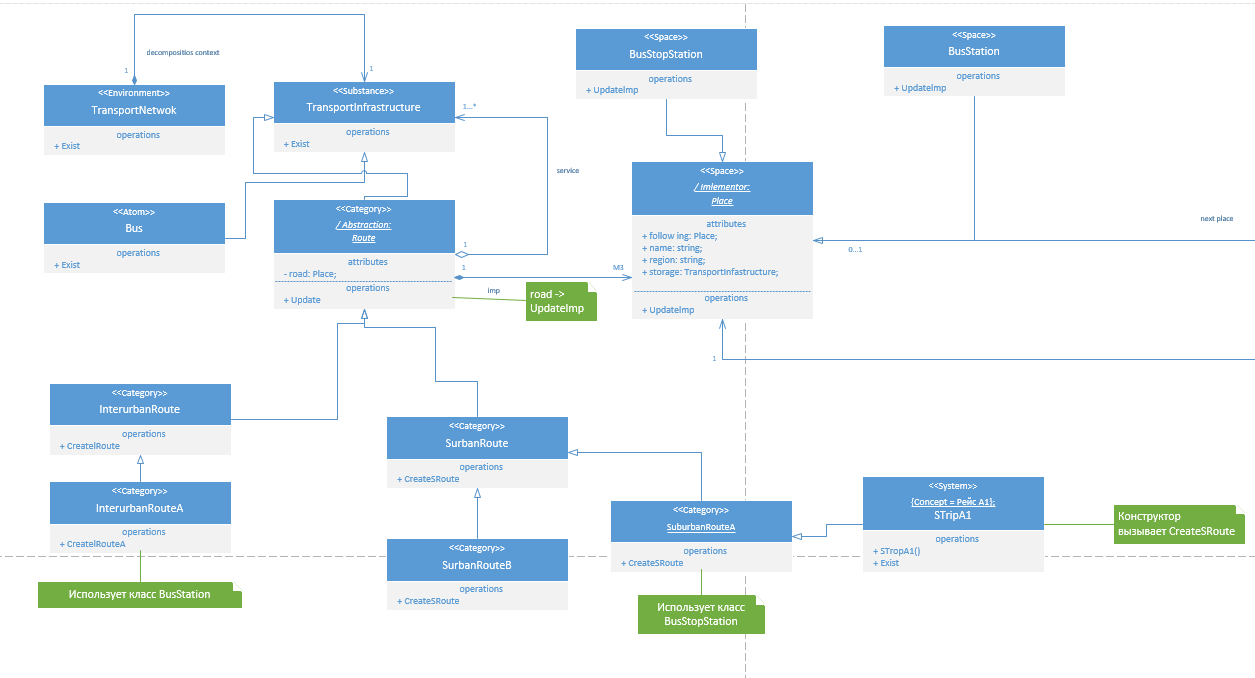 decompositios context
1
1
<<Environment>>
TransportNetwok
operations
+ Exist
<<Substance>>
TransportInfrastructure
operations
+ Exist
1...*
service
<<Space>>
BusStopStation
operations
+ UpdateImp
<<Space>>
BusStation
operations
+ UpdateImp
<<Atom>>
Bus
operations
+ Exist
<<Category>>
/ Abstraction:
Route
attributes
- road: Place;
operations
+ Update
1
1
M3
imp
road ->
UpdateImp
<<Space>>
/ Imlementor:
Place
attributes
+ follow ing: Place;
+ name: string;
+ region: string;
+ storage: TransportInfastructure;
operations
+ UpdateImp
next place
0...1
1
<<Category>>
InterurbanRoute
operations
+ CreateIRoute
<<Category>>
InterurbanRouteA
operations
+ CreateIRouteA
Использует класс BusStation
<<Category>>
SurbanRoute
operations
+ CreateSRoute
<<Category>>
SurbanRouteB
operations
+ CreateSRoute
<<Category>>
SuburbanRouteA
operations
+ CreateSRoute
Использует класс
BusStopStation
<<System>>
{Concept = Рейс А1};
STripA1
operations
+ STropA1()
+ Exist
Конструктор
вызывает CreateSRoute